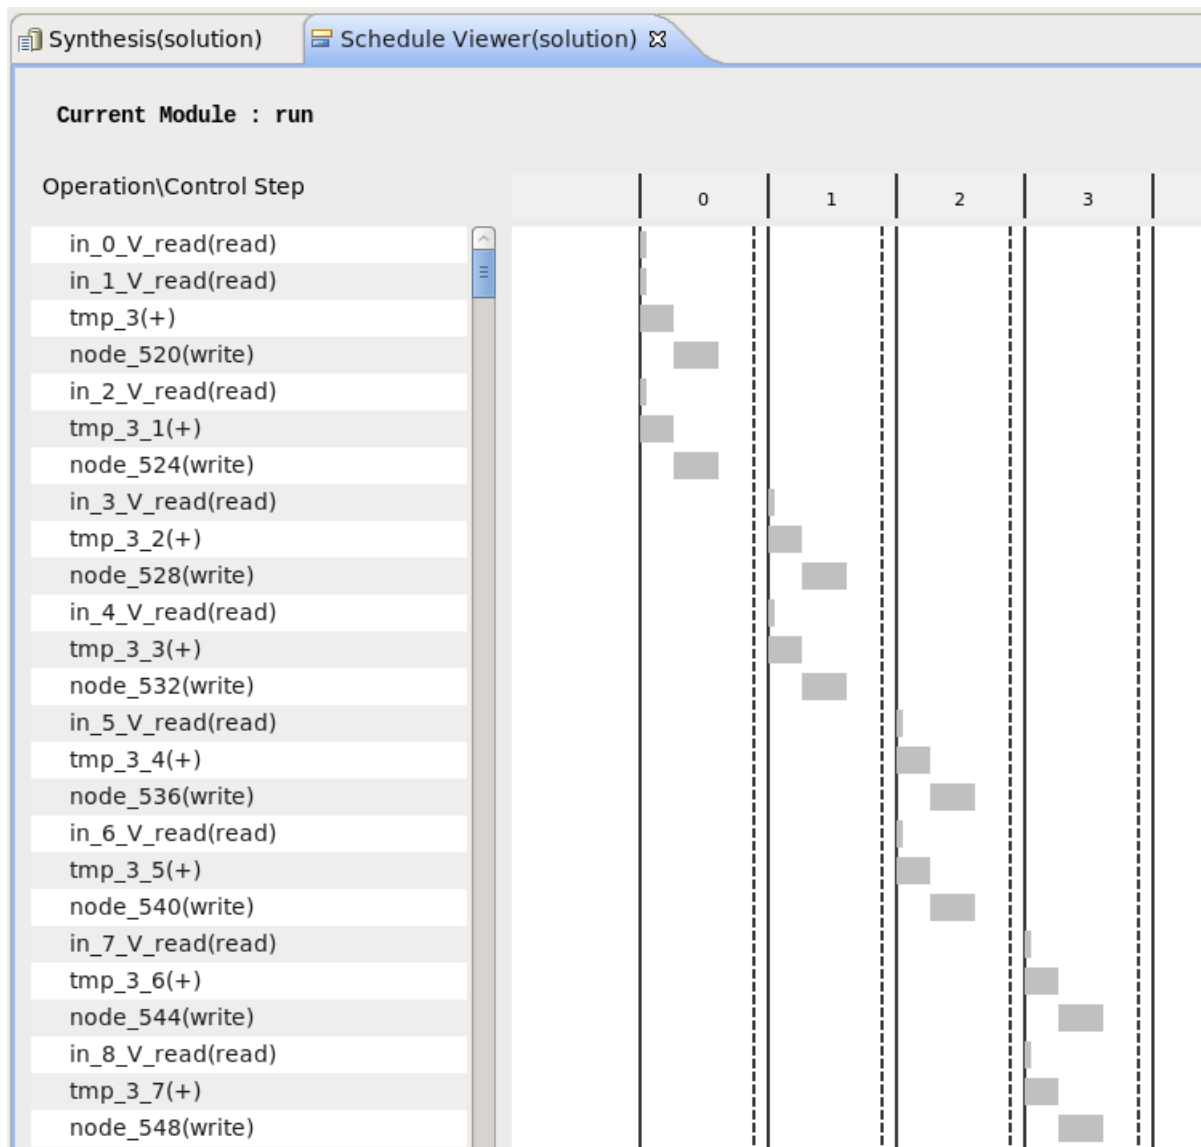 Synthesis(solution) Schedule Viewer(solution)
Current Module : run
Operation\Control Step 0 1 2 3
in_0_V_read(read)
in_1_V_read(read)
tmp_3(+)
node_520(write)
in_2_V_read(read)
tmp_3_1(+)
node_524(write)
in_3_V_read(read)
tmp_3_2(+)
node_528(write)
in_4_V_read(read)
tmp_3_3(+)
node_532(write)
in_5_V_read(read)
tmp_3_4(+)
node_536(write)
in_6_V_read(read)
tmp_3_5(+)
node_540(write)
in_7_V_read(read)
tmp_3_6(+)
node_544(write)
in_8_V_read(read)
tmp_3_7(+)
node_548(write)